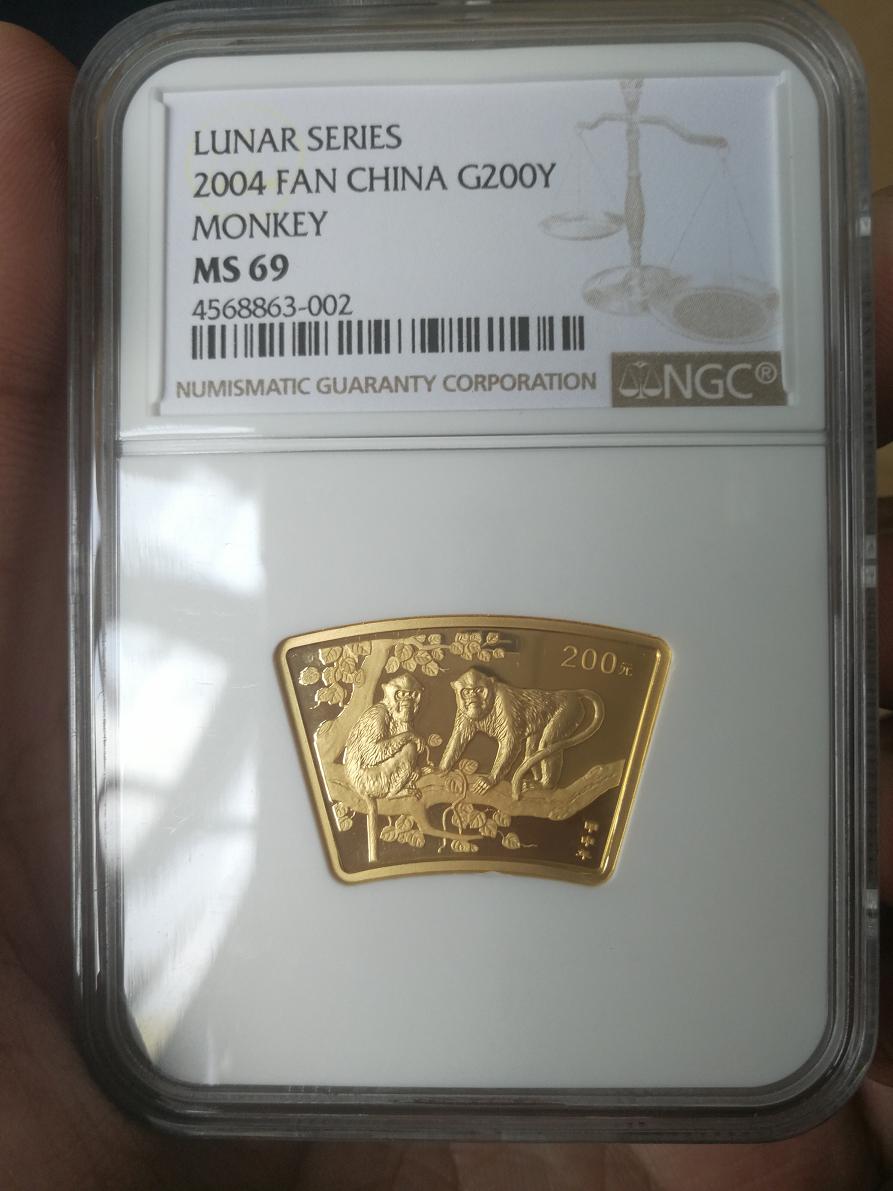 LUNAR SERIES
2004 FAN CHINA G200Y
MONKEY
MS 69
4568863-002
NUMISMATIC GUARANTY CORPORATION
NGC®
200元